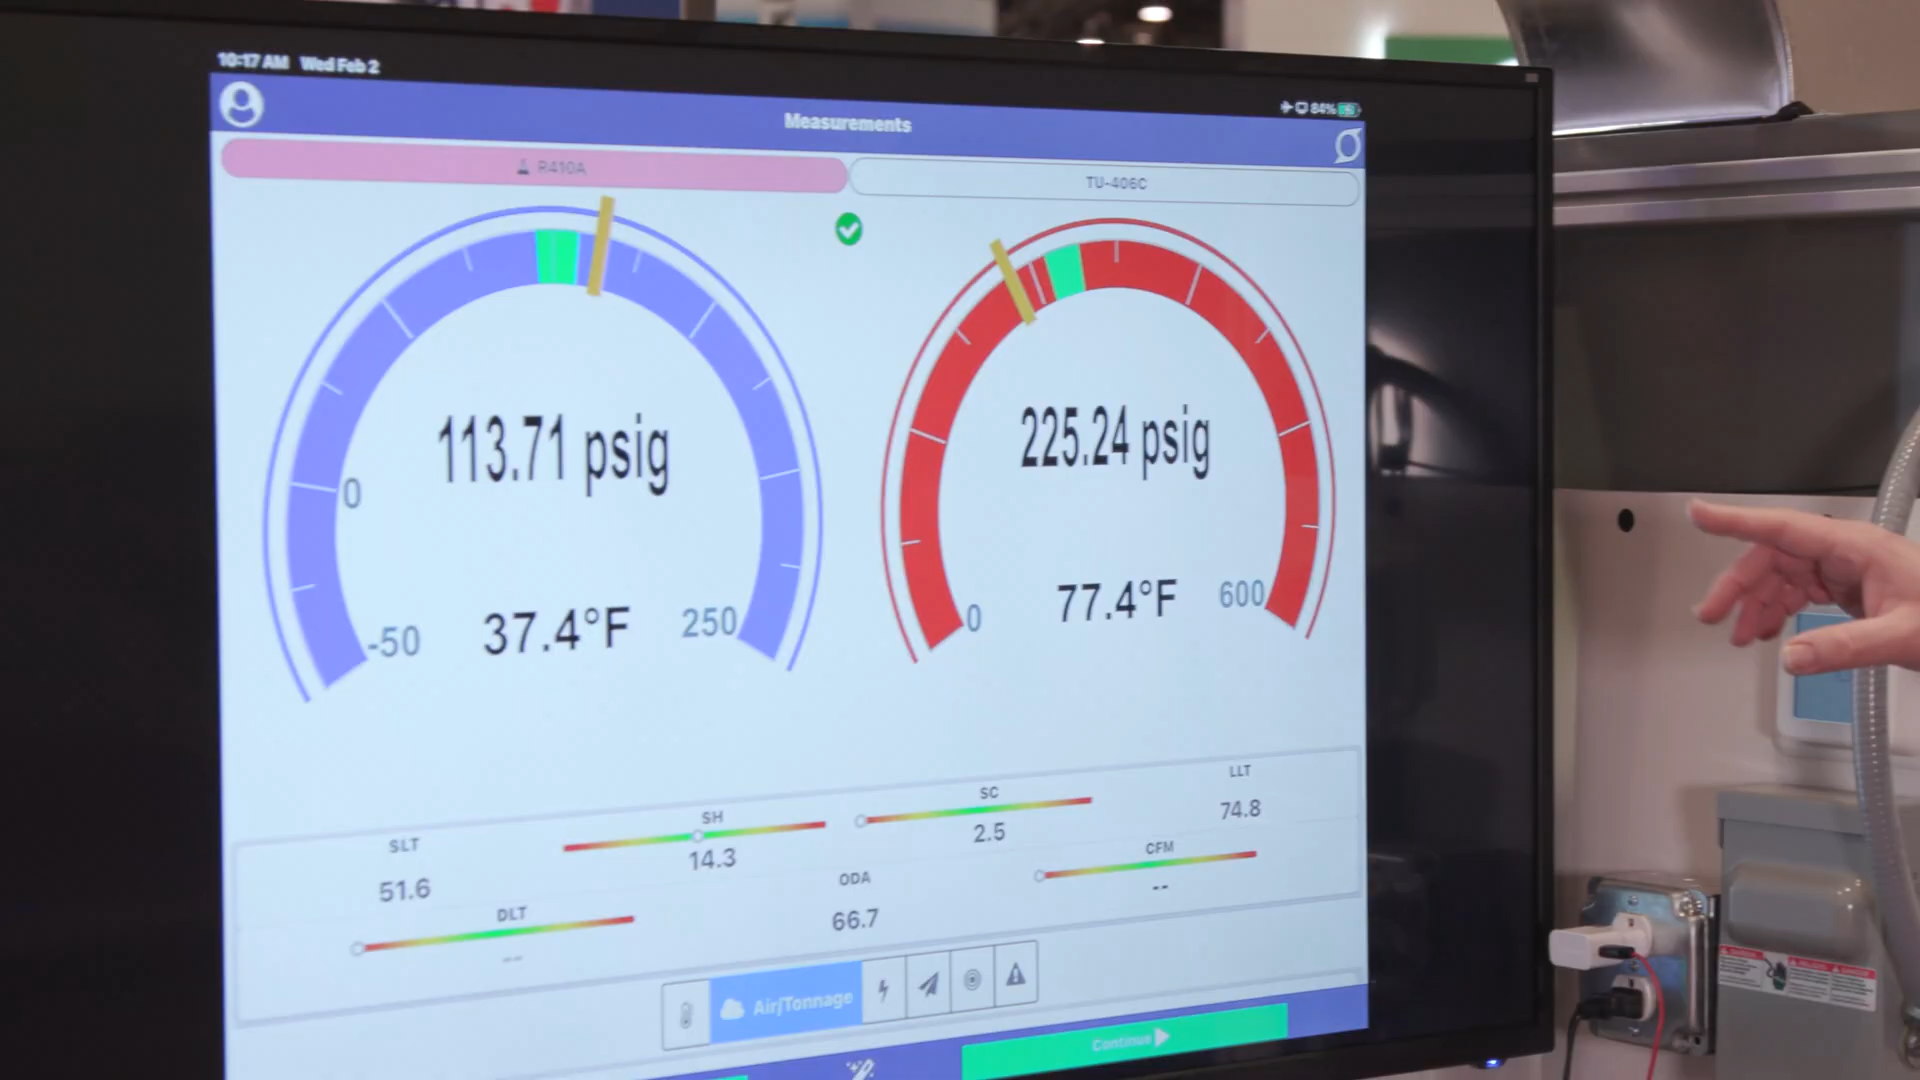 10:17 AM Wed Feb 2
84%
Measurements
R410A
TU-406C
113.71 psig
225.24 psig
0
-50
37.4°F
250
0
77.4°F
600
SLT
51.6
SH
14.3
SC
2.5
LLT
74.8
DLT
--
ODA
66.7
CFM
--
Air/Tonnage
Continue